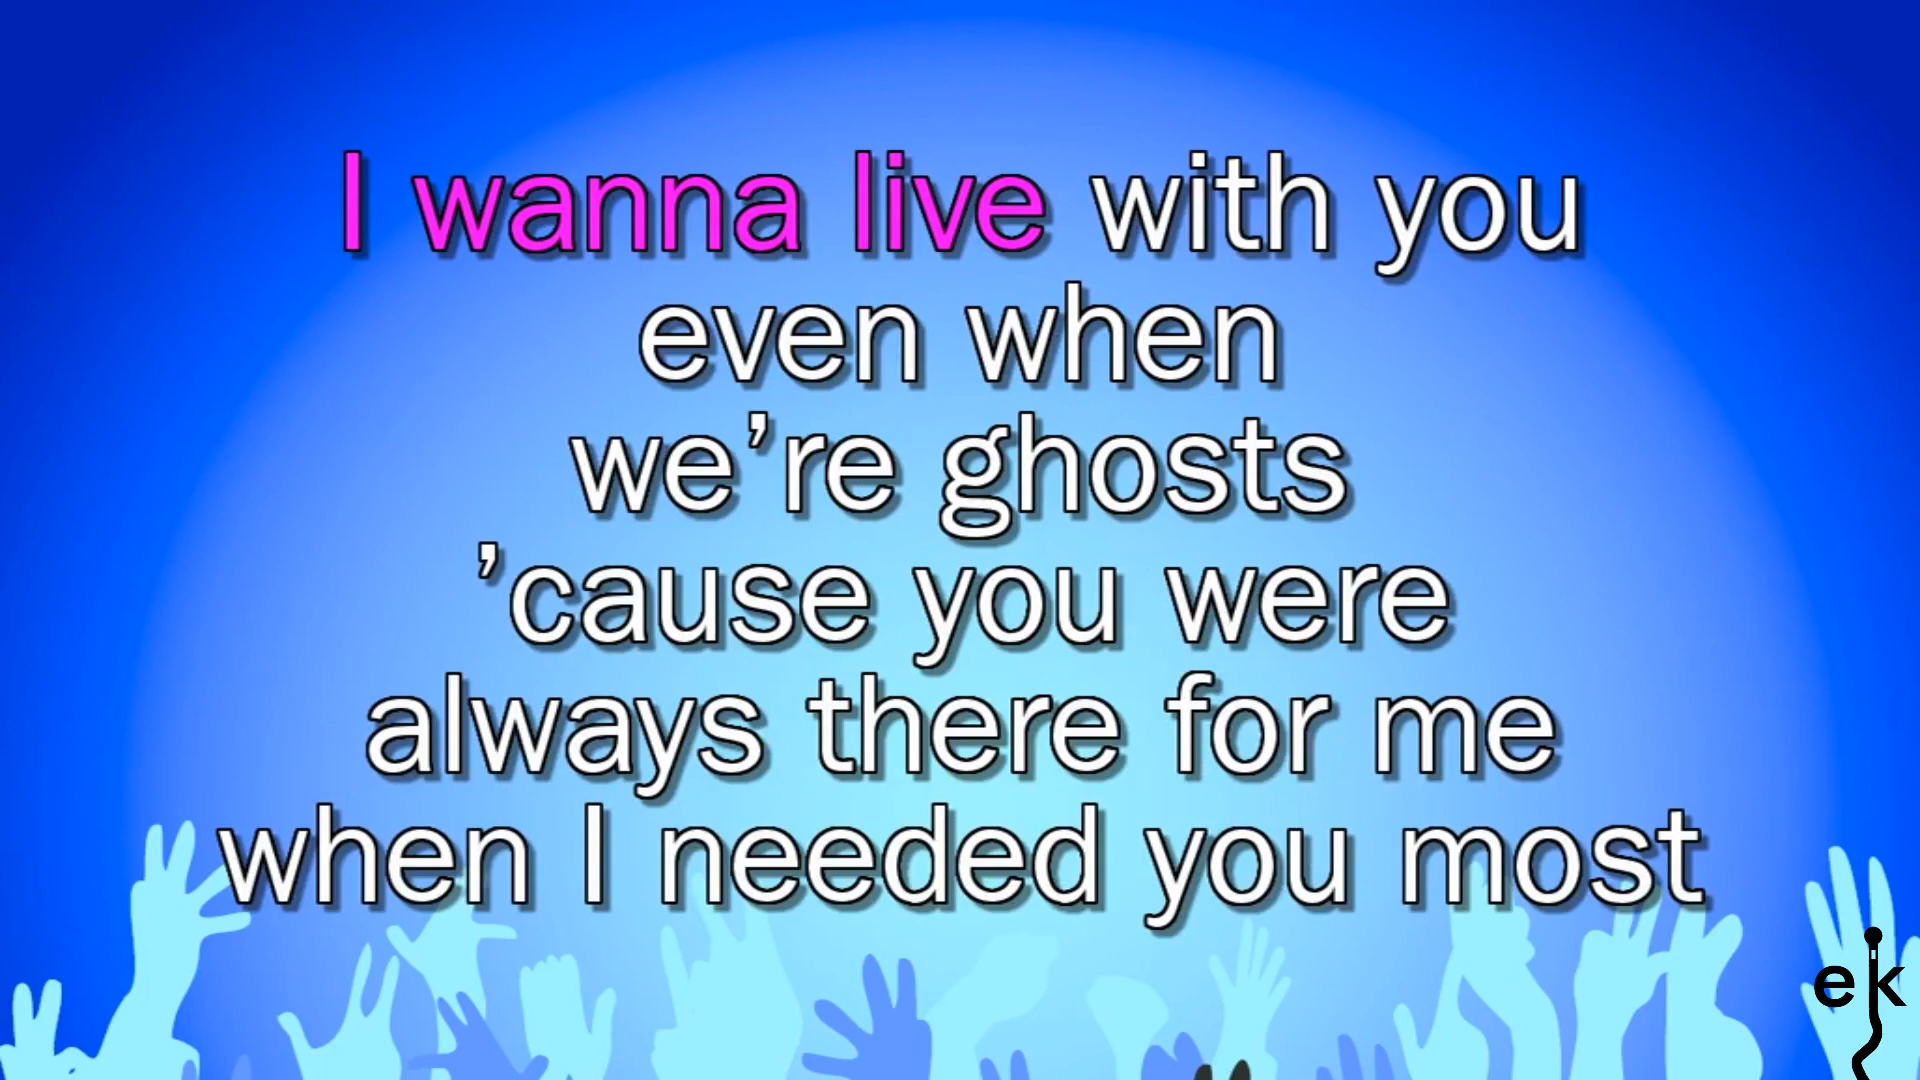 I wanna live with you
even when
we’re ghosts
’cause you were
always there for me
when I needed you most
ek